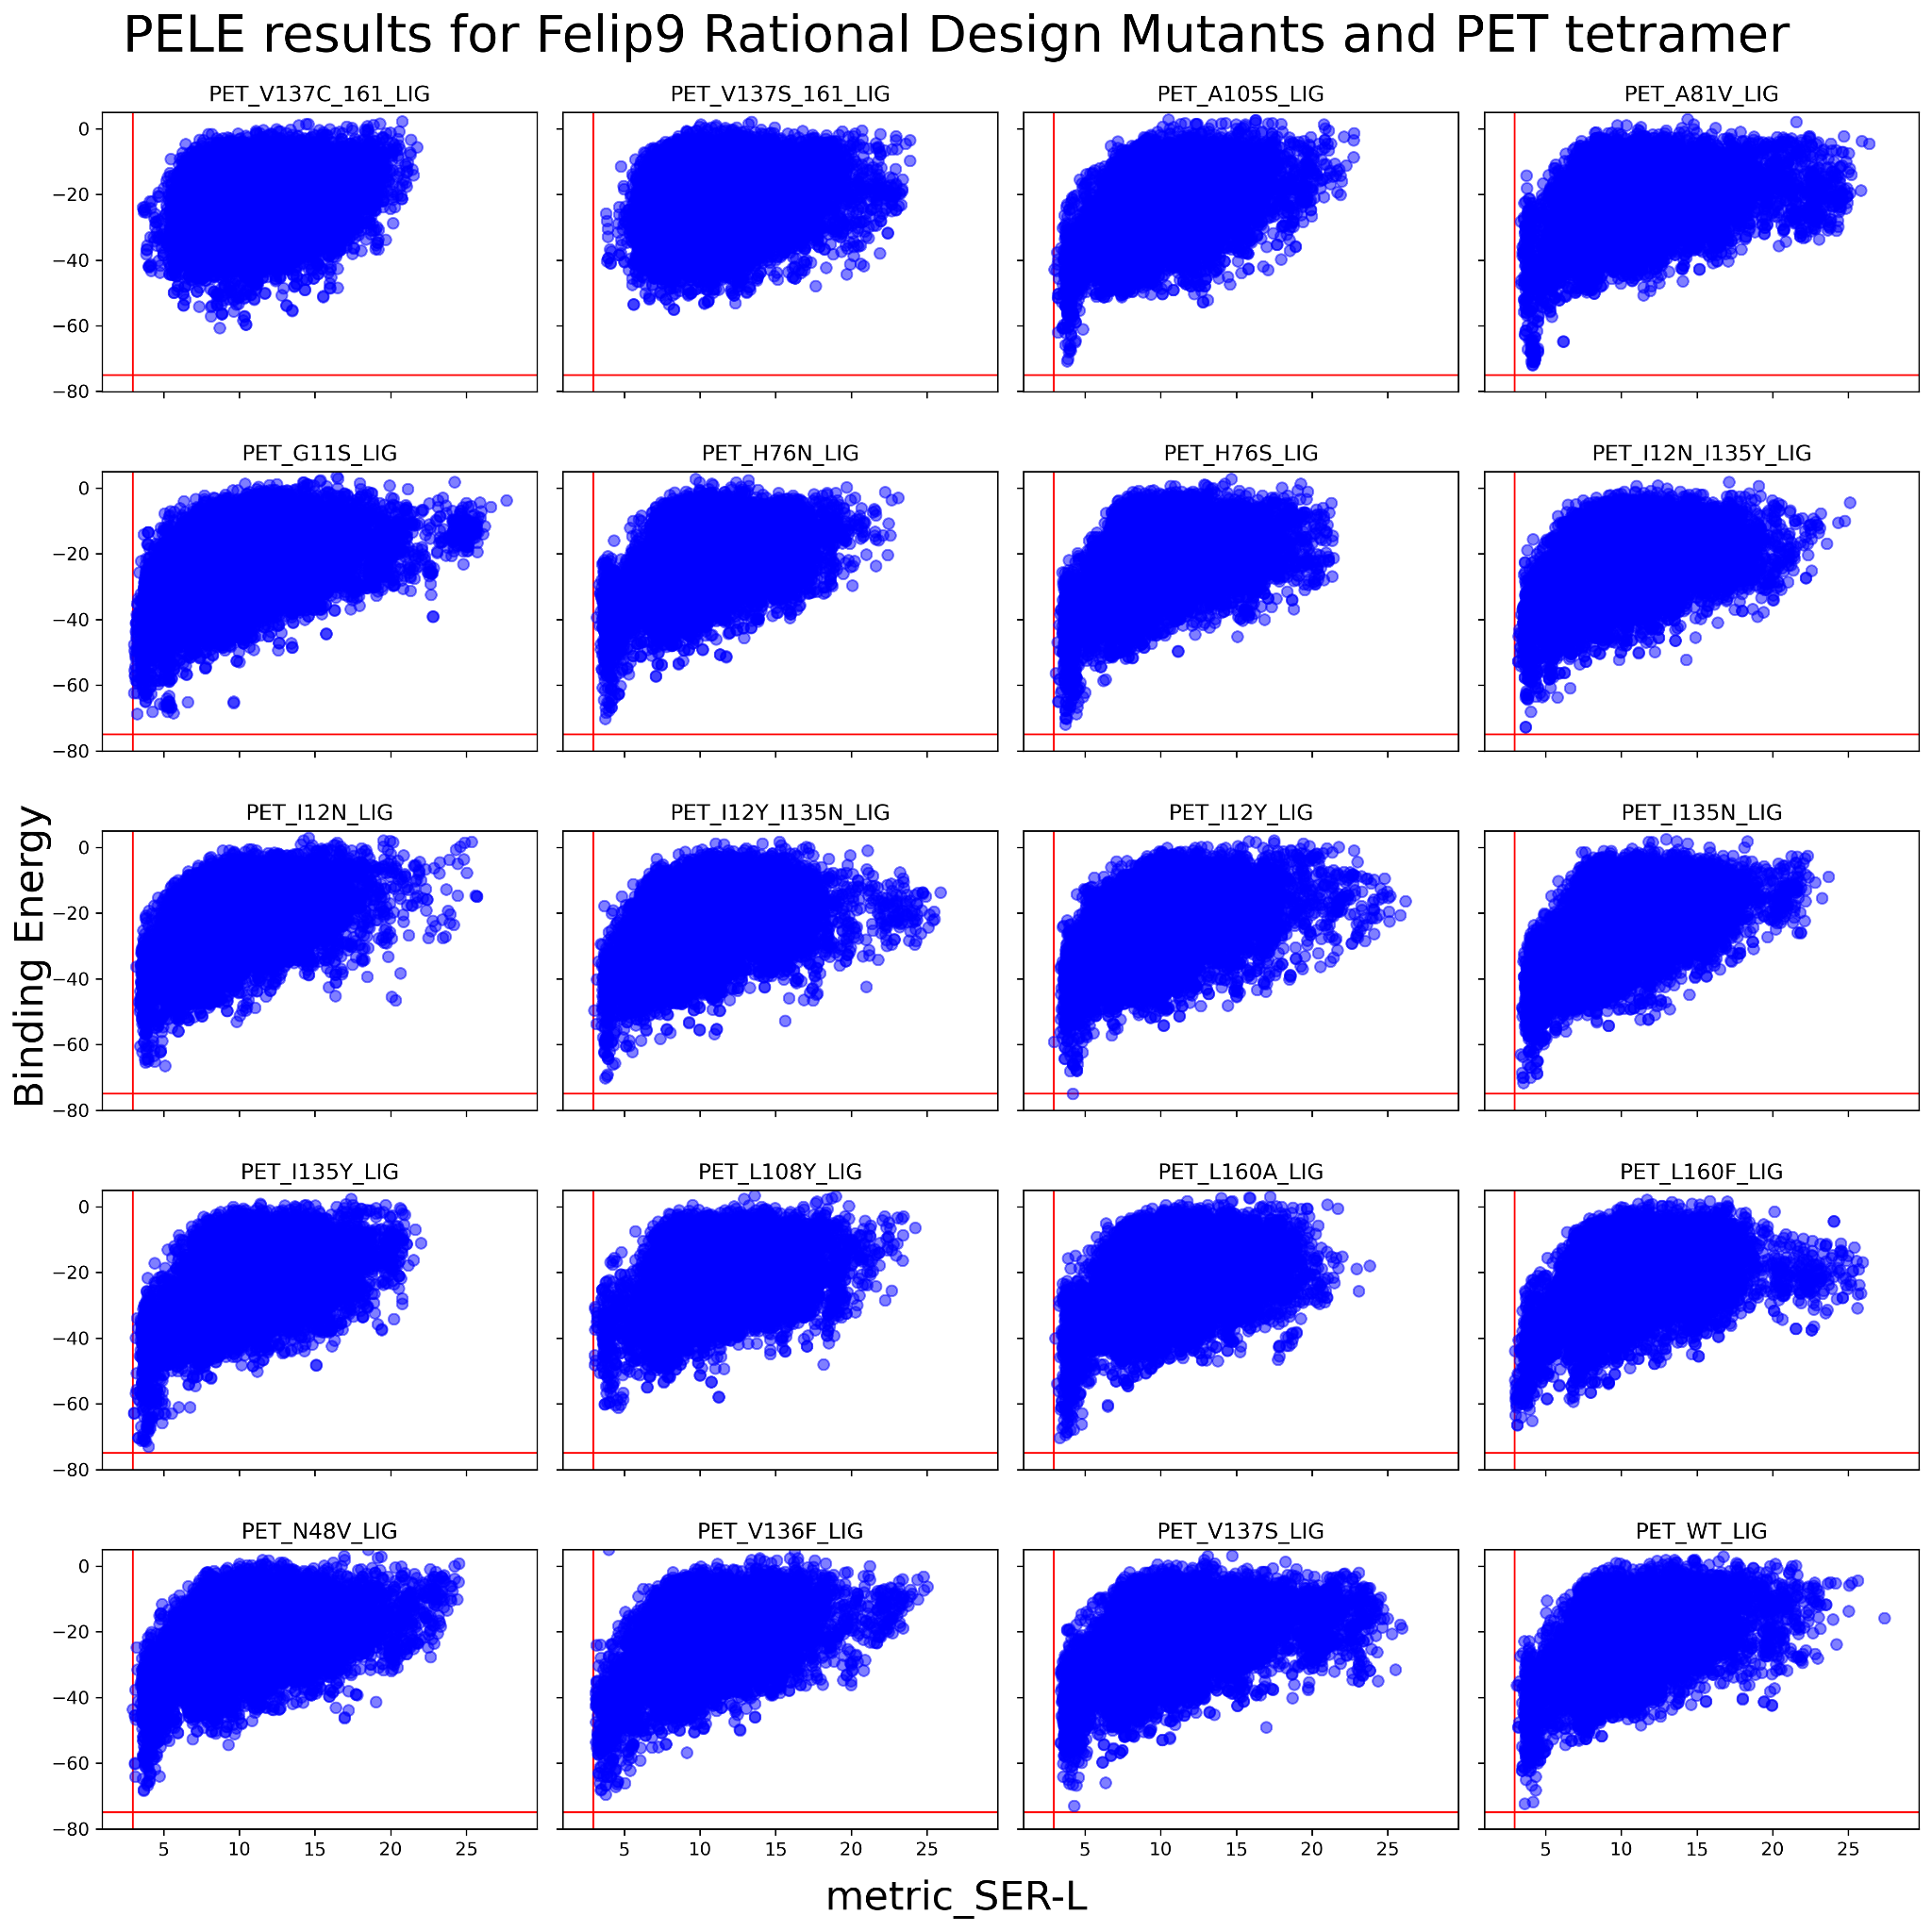 PELE results for Felip9 Rational Design Mutants and PET tetramer
PET_V137C_161_LIG PET_V137S_161_LIG PET_A105S_LIG PET_A81V_LIG
0
−20
−40
−60
−80
PET_G11S_LIG PET_H76N_LIG PET_H76S_LIG PET_I12N_I135Y_LIG
0
−20
−40
−60
−80
PET_I12N_LIG PET_I12Y_I135N_LIG PET_I12Y_LIG PET_I135N_LIG
Binding Energy
0
−20
−40
−60
−80
PET_I135Y_LIG PET_L108Y_LIG PET_L160A_LIG PET_L160F_LIG
0
−20
−40
−60
−80
PET_N48V_LIG PET_V136F_LIG PET_V137S_LIG PET_WT_LIG
0
−20
−40
−60
−80
5 10 15 20 25 5 10 15 20 25 5 10 15 20 25 5 10 15 20 25
metric_SER-L